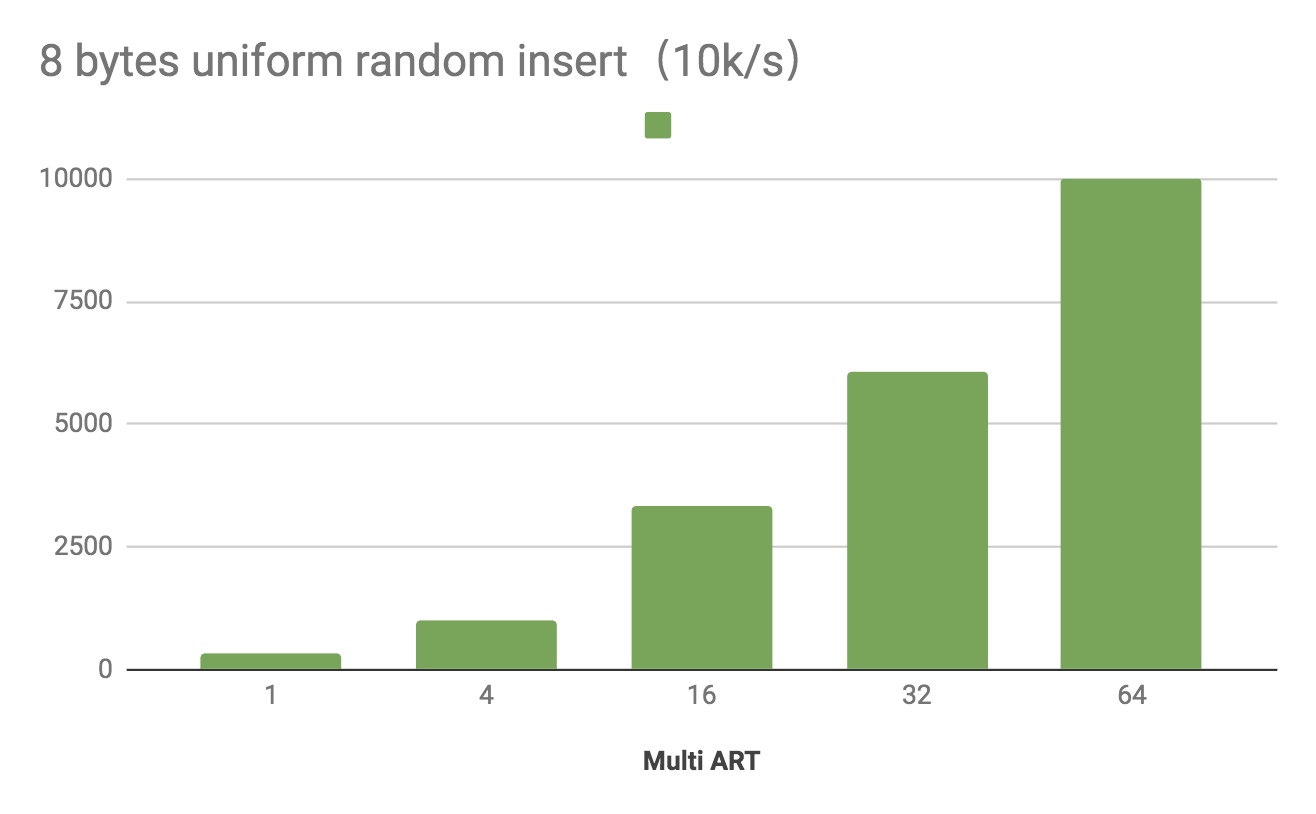 8 bytes uniform random insert（10k/s）
10000
7500
5000
2500
0
1 4 16 32 64
Multi ART